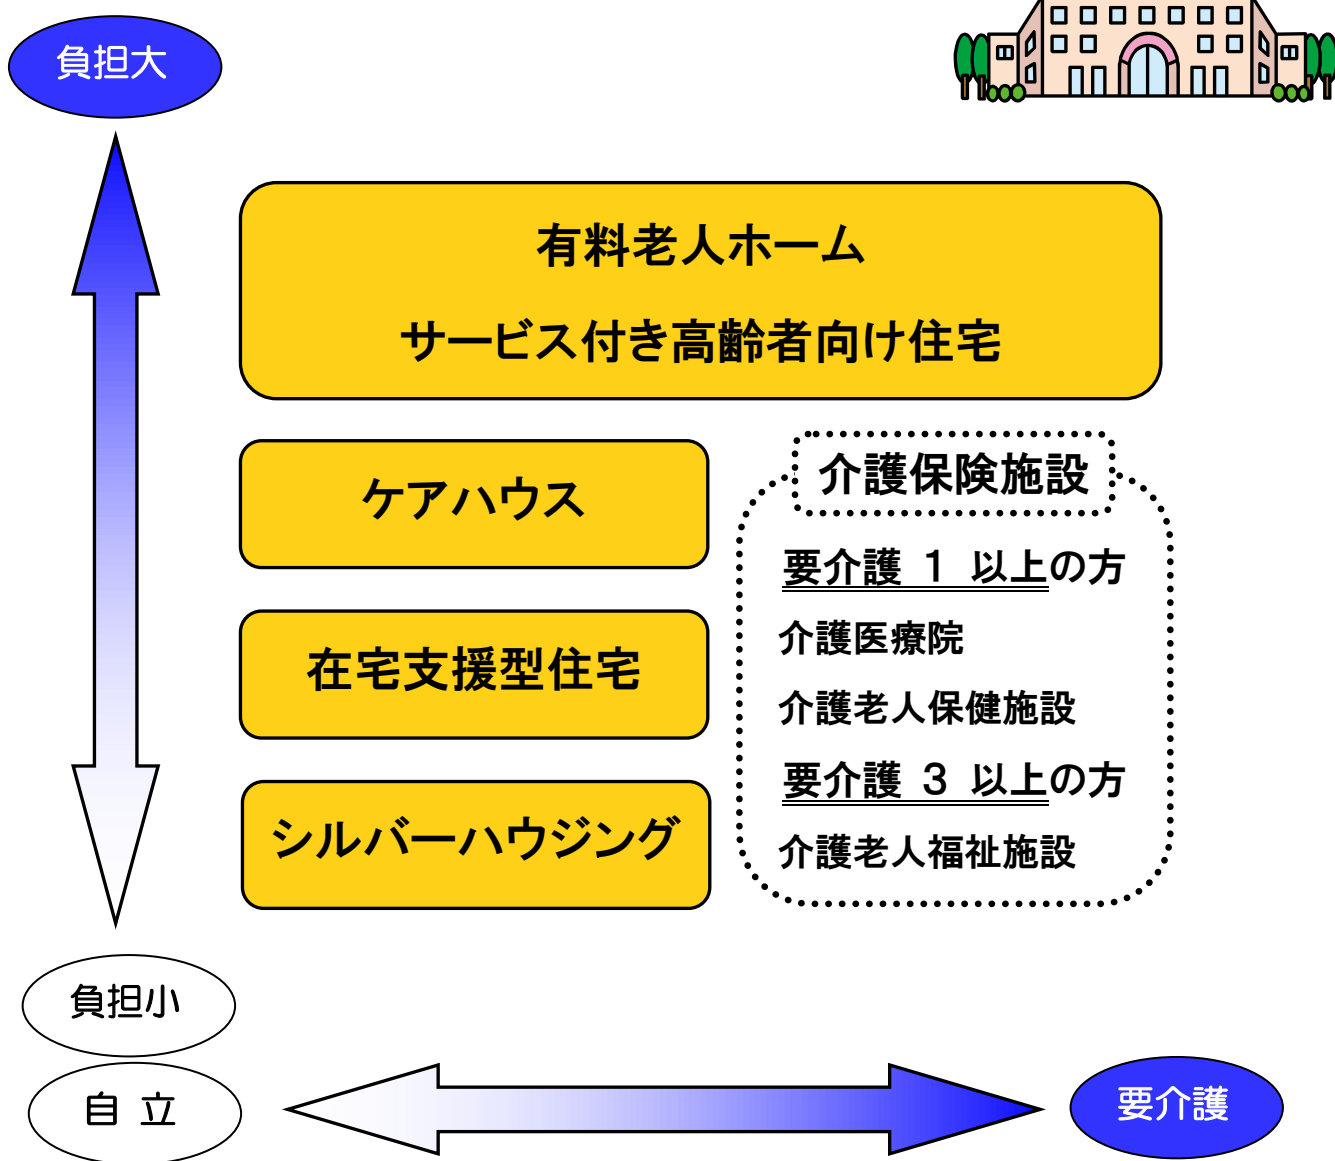 負担大
有料老人ホーム
サービス付き高齢者向け住宅
ケアハウス
在宅支援型住宅
シルバーハウジング
介護保険施設
要介護 1 以上の方
介護医療院
介護老人保健施設
要介護 3 以上の方
介護老人福祉施設
負担小
自 立
要介護